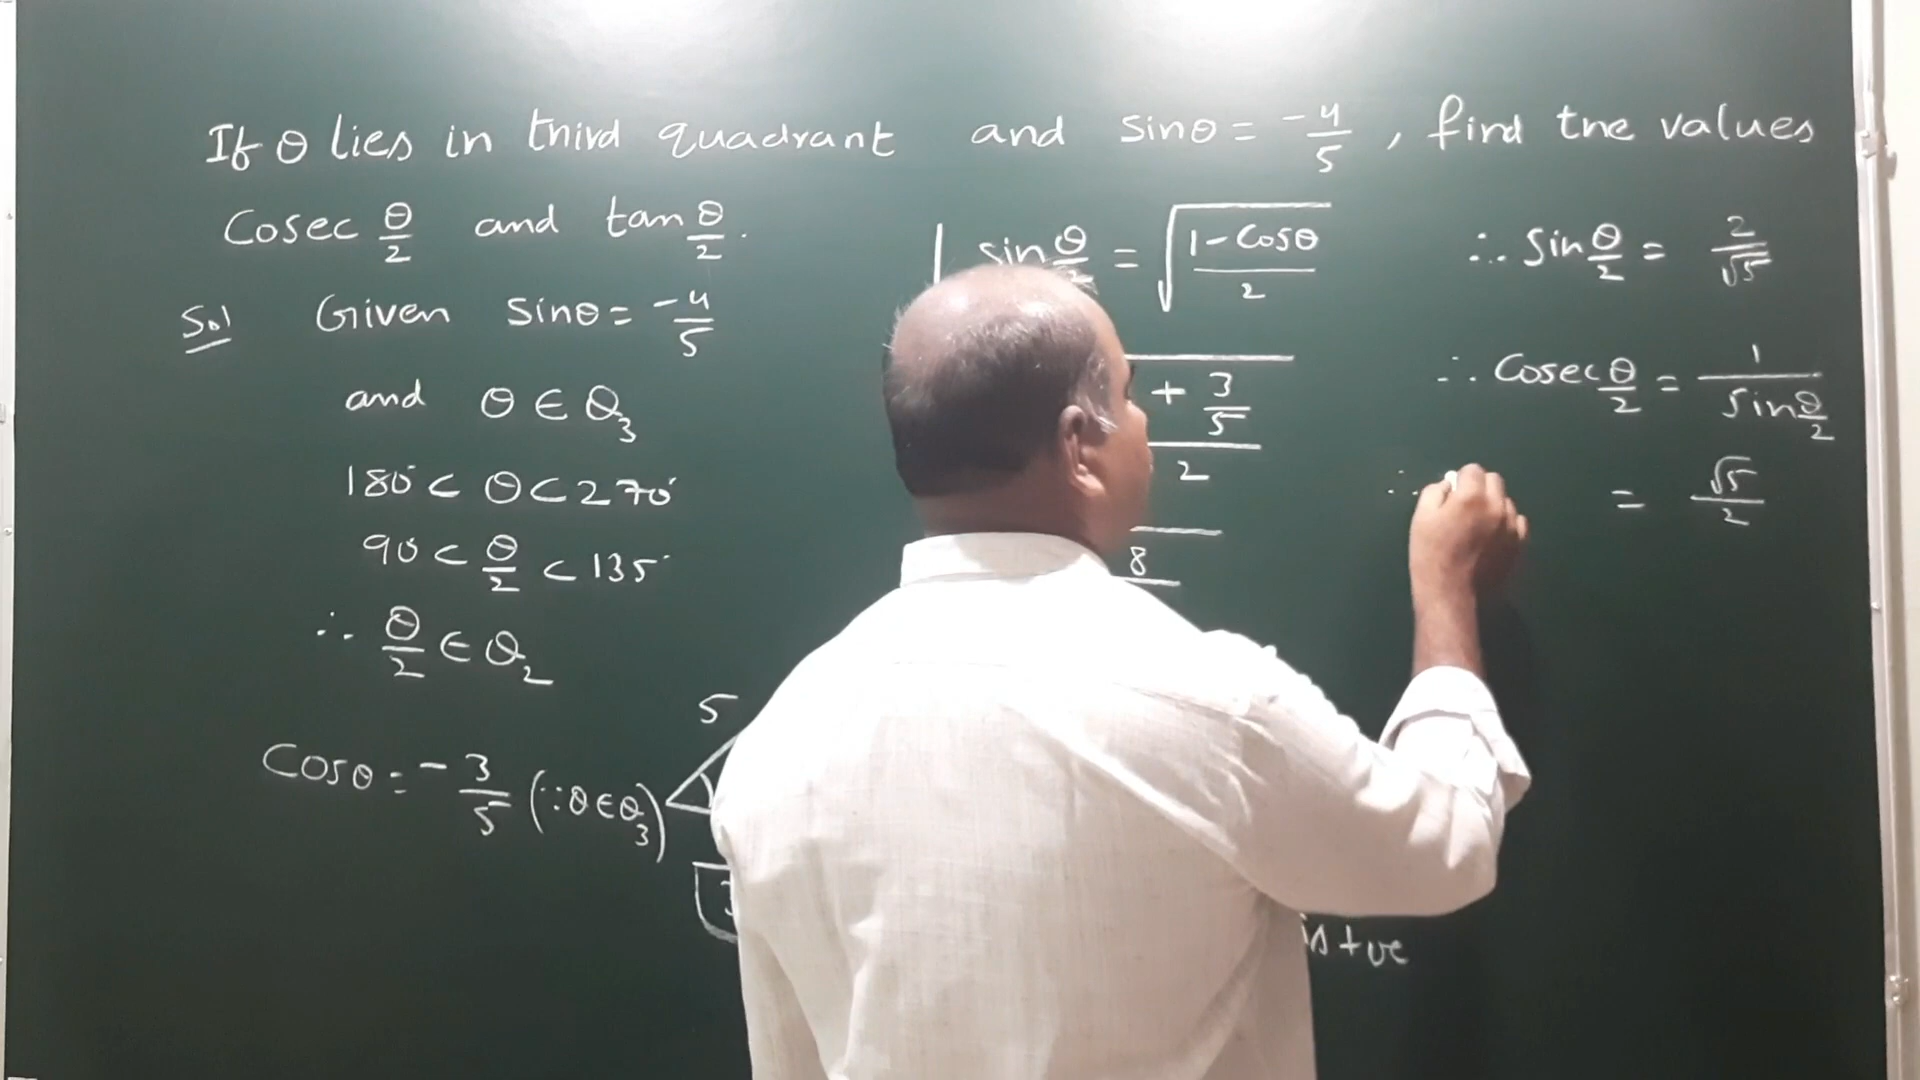 If θ lies in third quadrant and sinθ = -4/5, find the values
Cosec θ/2 and tan θ/2.
Sol Given sinθ = -4/5
and θ ∈ Q3
180° < θ < 270°
90° < θ/2 < 135°
∴ θ/2 ∈ Q2
Cosθ = -3/5 (∵ θ ∈ Q3)
5
sin θ/2 = √((1 - Cosθ)/2)
+ 3/5
2
8
is +ve
∴ Sin θ/2 = 2/√5
∴ Cosec θ/2 = 1/Sin θ/2
∴ = √5/2